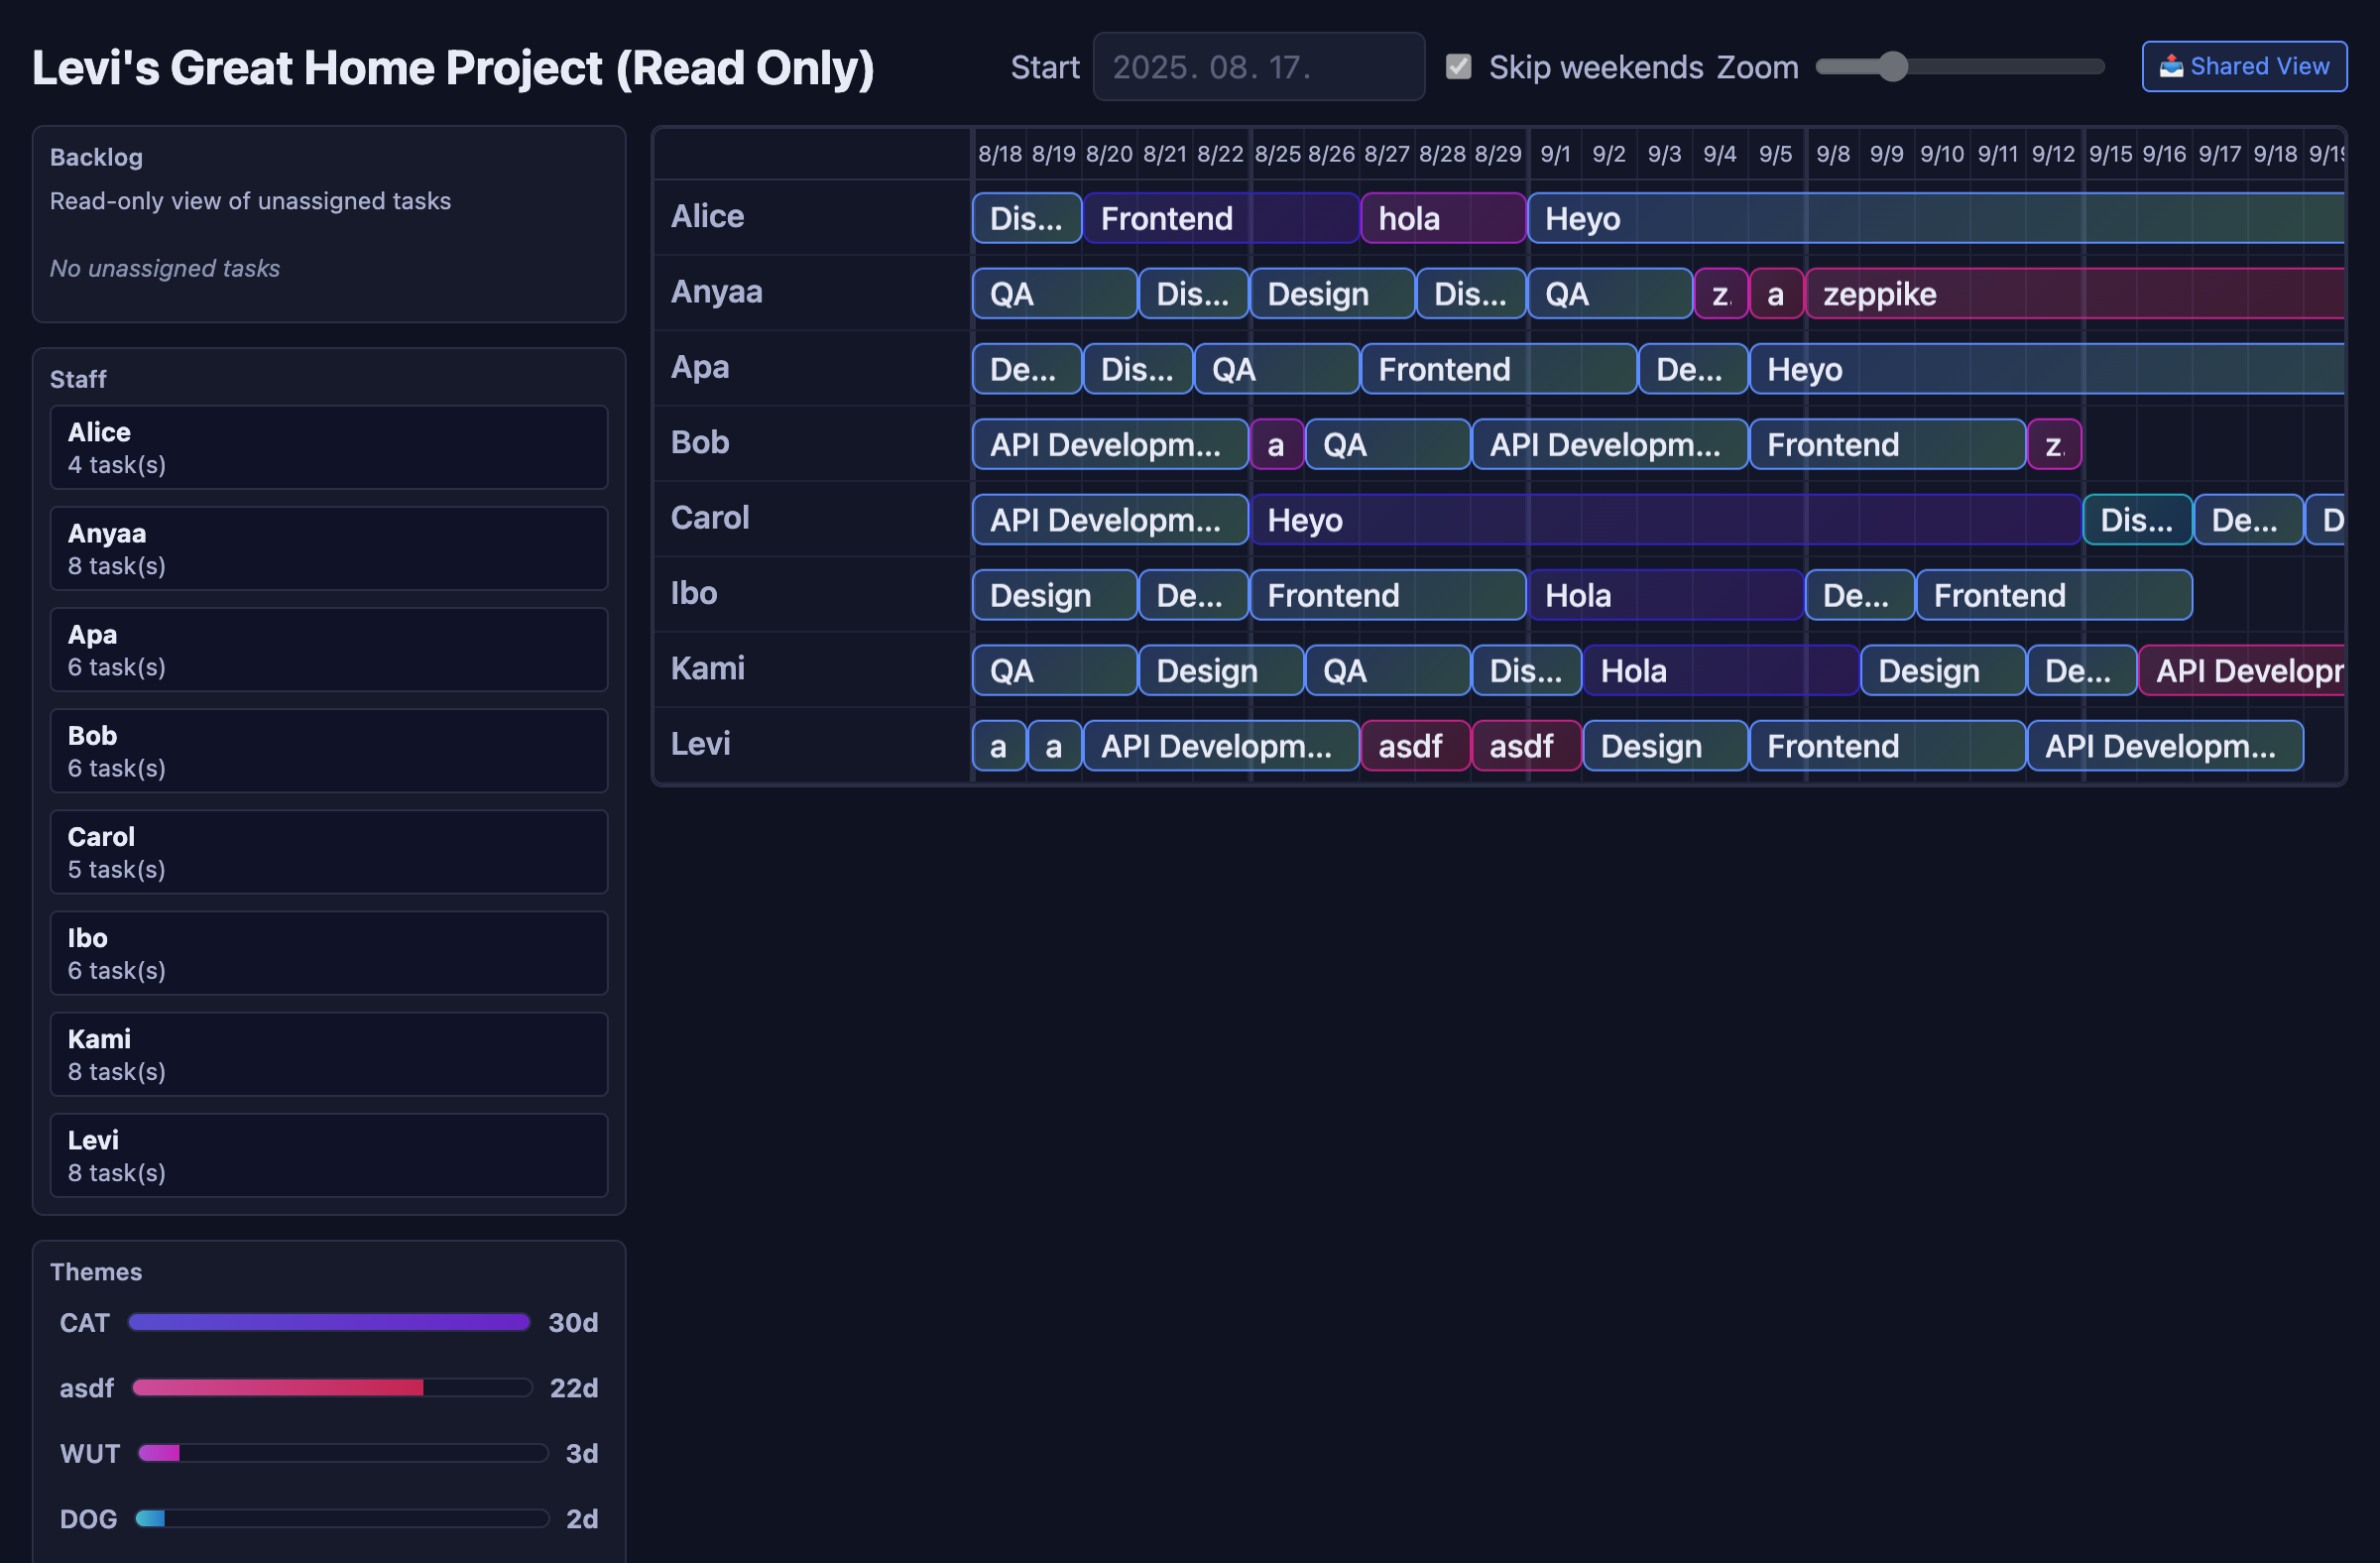 Levi's Great Home Project (Read Only)
Start 2025. 08. 17. Skip weekends Zoom Shared View
Backlog
Read-only view of unassigned tasks
No unassigned tasks
Staff
Alice
4 task(s)
Anyaa
8 task(s)
Apa
6 task(s)
Bob
6 task(s)
Carol
5 task(s)
Ibo
6 task(s)
Kami
8 task(s)
Levi
8 task(s)
Themes
CAT 30d
asdf 22d
WUT 3d
DOG 2d
8/18 8/19 8/20 8/21 8/22 8/25 8/26 8/27 8/28 8/29 9/1 9/2 9/3 9/4 9/5 9/8 9/9 9/10 9/11 9/12 9/15 9/16 9/17 9/18 9/19
Alice Dis... Frontend hola Heyo
Anyaa QA Dis... Design Dis... QA z. a zeppike
Apa De... Dis... QA Frontend De... Heyo
Bob API Developm... a QA API Developm... Frontend z.
Carol API Developm... Heyo Dis... De... D
Ibo Design De... Frontend Hola De... Frontend
Kami QA Design QA Dis... Hola Design De... API Developm
Levi a a API Developm... asdf asdf Design Frontend API Developm...